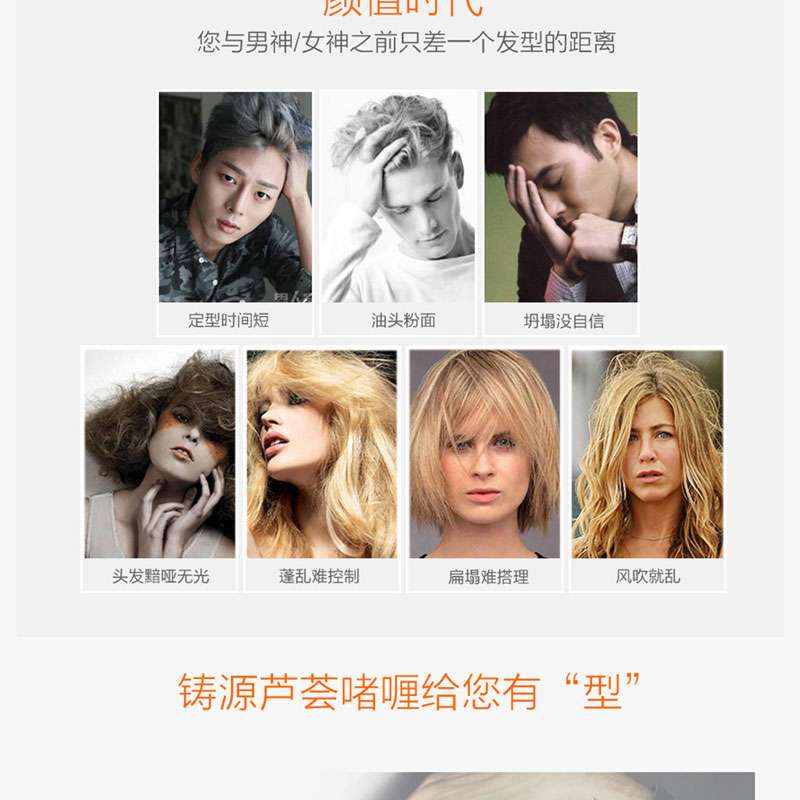 颜值时代
您与男神/女神之前只差一个发型的距离
定型时间短
油头粉面
坍塌没自信
头发黯哑无光
蓬乱难控制
扁塌难搭理
风吹就乱
铸源芦荟啫喱给您有“型”